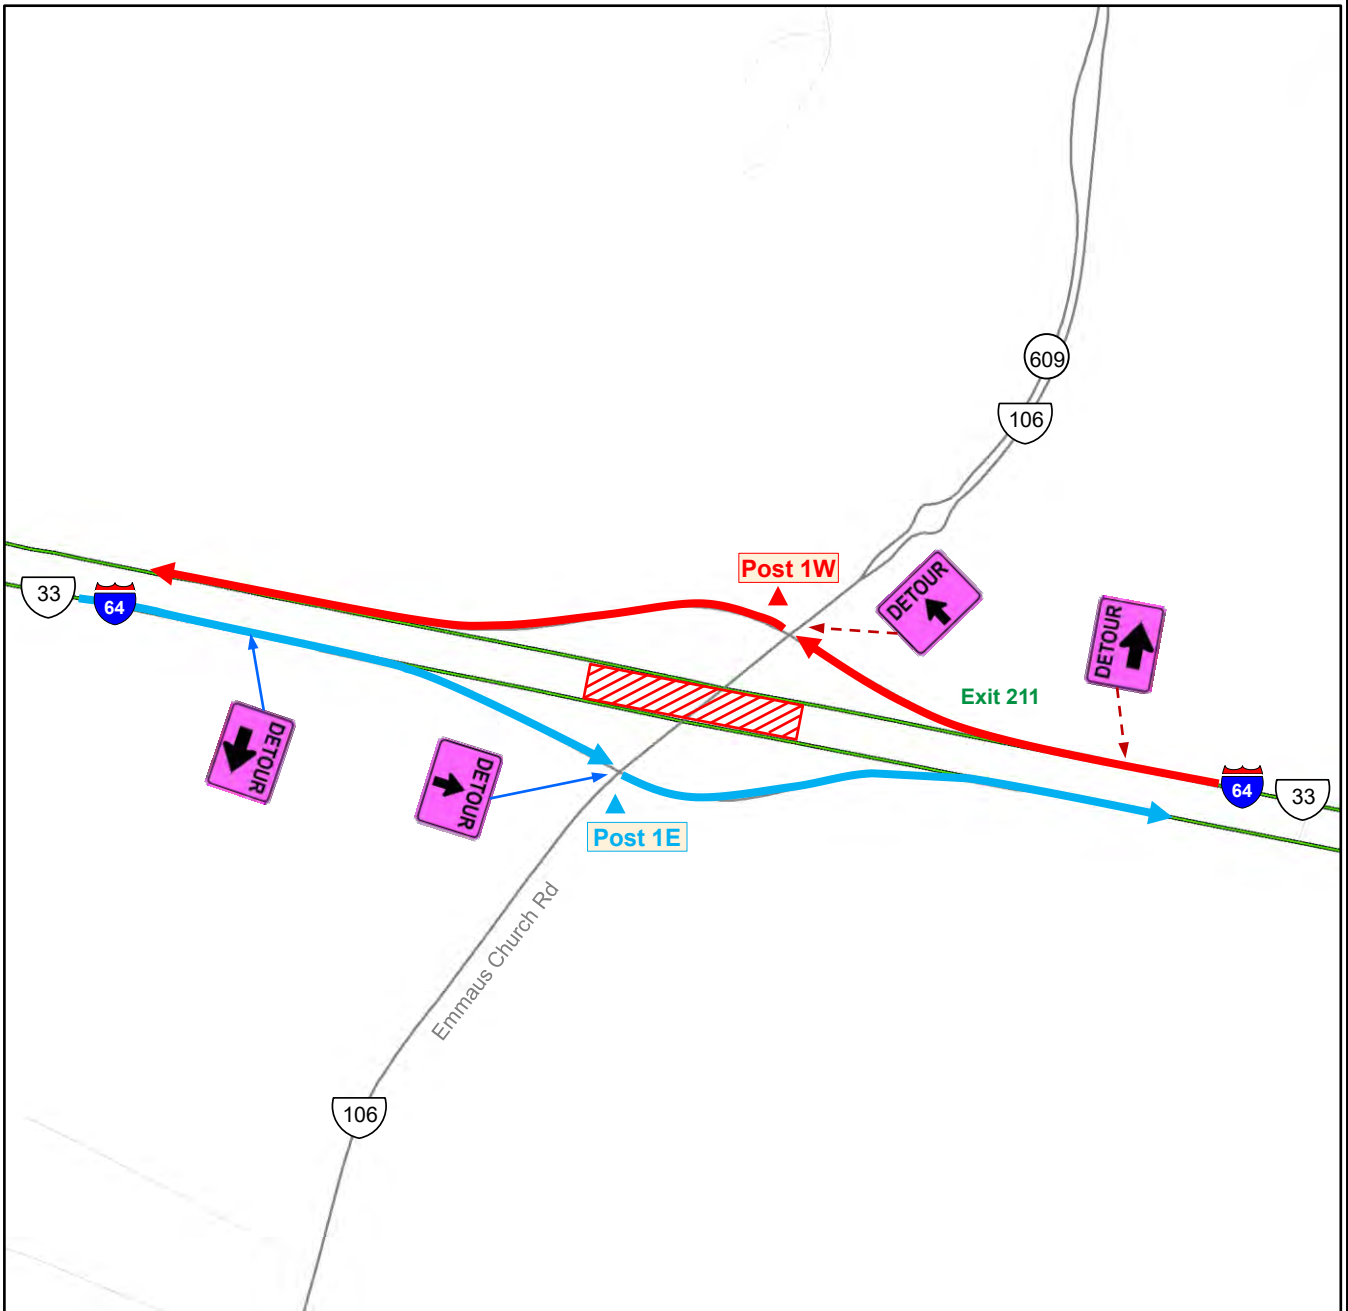 609
106
Post 1W
DETOUR
33
64
DETOUR
Exit 211
DETOUR
DETOUR
64
33
Post 1E
Emmaus Church Rd
106